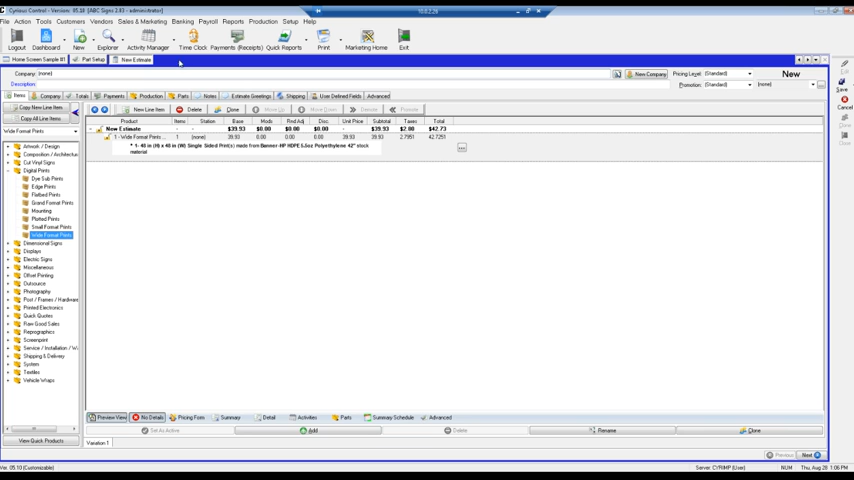 Cyrious Control - Version: 05.10 [ABC Signs 2.93 - administrator]
10.0.2.26
File Action Tools Customers Vendors Sales & Marketing Banking Payroll Reports Production Setup Help
Logout Dashboard New Explorer Activity Manager Time Clock Payments (Receipts) Quick Reports Print Marketing Home Exit
Home Screen Sample #1 Part Setup New Estimate
Company: (none) New Company Pricing Level: (Standard) New
Description: Promotion: (Standard) (none)
Edit
Save
Cancel
Close
Items Company Totals Payments Production Parts Notes Estimate Greetings Shipping User Defined Fields Advanced
Copy New Line Item
Copy All Line Items
New Line Item Delete Clone Move Up Move Down Demote Promote
Product Items Station Base Mods Rnd Adj Disc. Unit Price Subtotal Taxes Total
New Estimate - - $39.93 $0.00 $0.00 $0.00 - $39.93 $2.80 $42.73
1 - Wide Format Prints ... 1 (none) 39.93 0.00 0.00 0.00 39.93 39.93 2.7951 42.7251
* 1- 48 in (H) x 48 in (W) Single Sided Print(s) made from Banner-HP HDPE 5.5oz Polyethylene 42" stock
material
Wide Format Prints
Artwork / Design
Composition / Architectur
Cut Vinyl Signs
Digital Prints
Dye Sub Prints
Edge Prints
Flatbed Prints
Grand Format Prints
Mounting
Plotted Prints
Small Format Prints
Wide Format Prints
Dimensional Signs
Displays
Electric Signs
Miscellaneous
Offset Printing
Outsource
Photography
Post / Frames / Hardware
Printed Electronics
Quick Quotes
Raw Good Sales
Reprographics
Screenprint
Service / Installation / W
Shipping & Delivery
System
Textiles
Vehicle Wraps
View Quick Products
Preview View No Details Pricing Form Summary Detail Activities Parts Summary Schedule Advanced
Set As Active Add Delete Rename Clone
Variation 1
Previous Next
Ver: 05.10 (Customizable) Server: CYRIMP (User) NUM Thu, Aug 28 1:06 PM